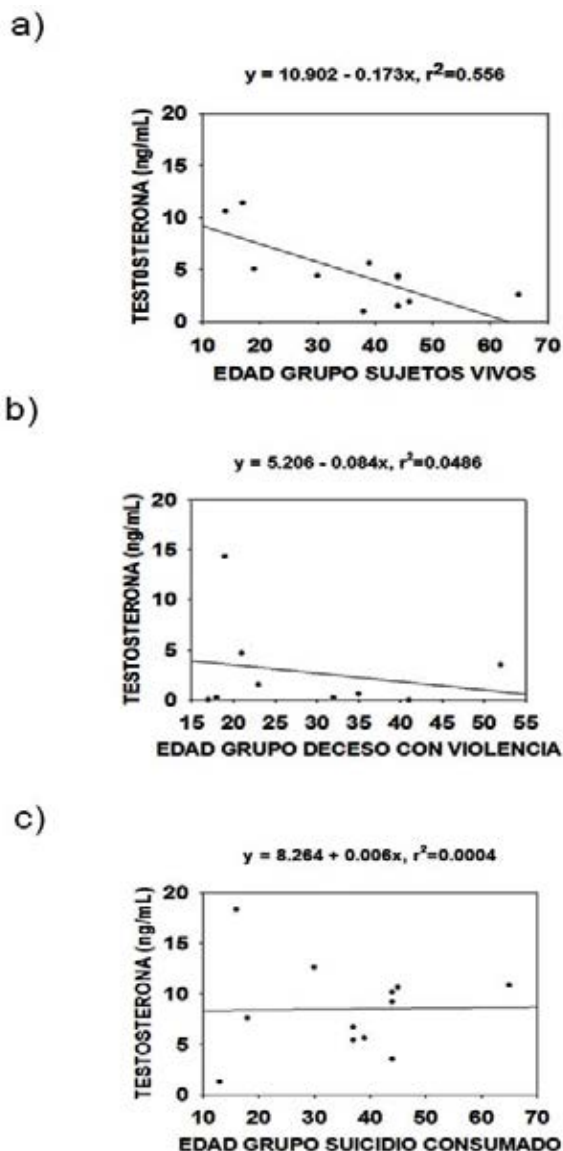 a)
y = 10.902 - 0.173x, r²=0.556
20
15
10
5
0
TESTOSTERONA (ng/mL)
10 20 30 40 50 60 70
EDAD GRUPO SUJETOS VIVOS
b)
y = 5.206 - 0.084x, r²=0.0486
20
15
10
5
0
TESTOSTERONA (ng/mL)
15 20 25 30 35 40 45 50 55
EDAD GRUPO DECESO CON VIOLENCIA
c)
y = 8.264 + 0.006x, r²=0.0004
20
15
10
5
0
TESTOSTERONA (ng/mL)
10 20 30 40 50 60 70
EDAD GRUPO SUICIDIO CONSUMADO